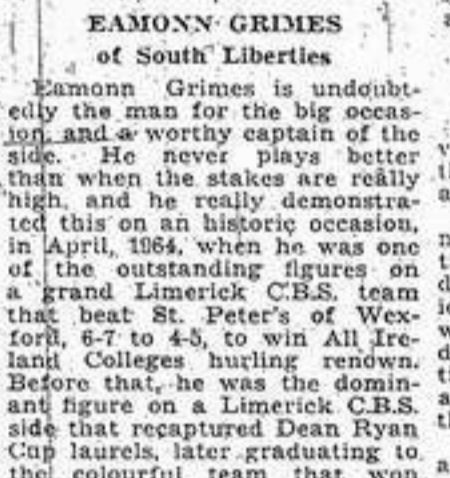 EAMONN GRIMES
of South Liberties
Eamonn Grimes is undoubt-
edly the man for the big occas-
ion, and a worthy captain of the
side. He never plays better
than when the stakes are really
high, and he really demonstra-
ted this on an historic occasion,
in April, 1964, when he was one
of the outstanding figures on
a grand Limerick C.B.S. team
that beat St. Peter's of Wex-
ford, 6-7 to 4-5, to win All Ire-
land Colleges hurling renown.
Before that, he was the domin-
ant figure on a Limerick C.B.S.
side that recaptured Dean Ryan
Cup laurels, later graduating to
the colourful team that won